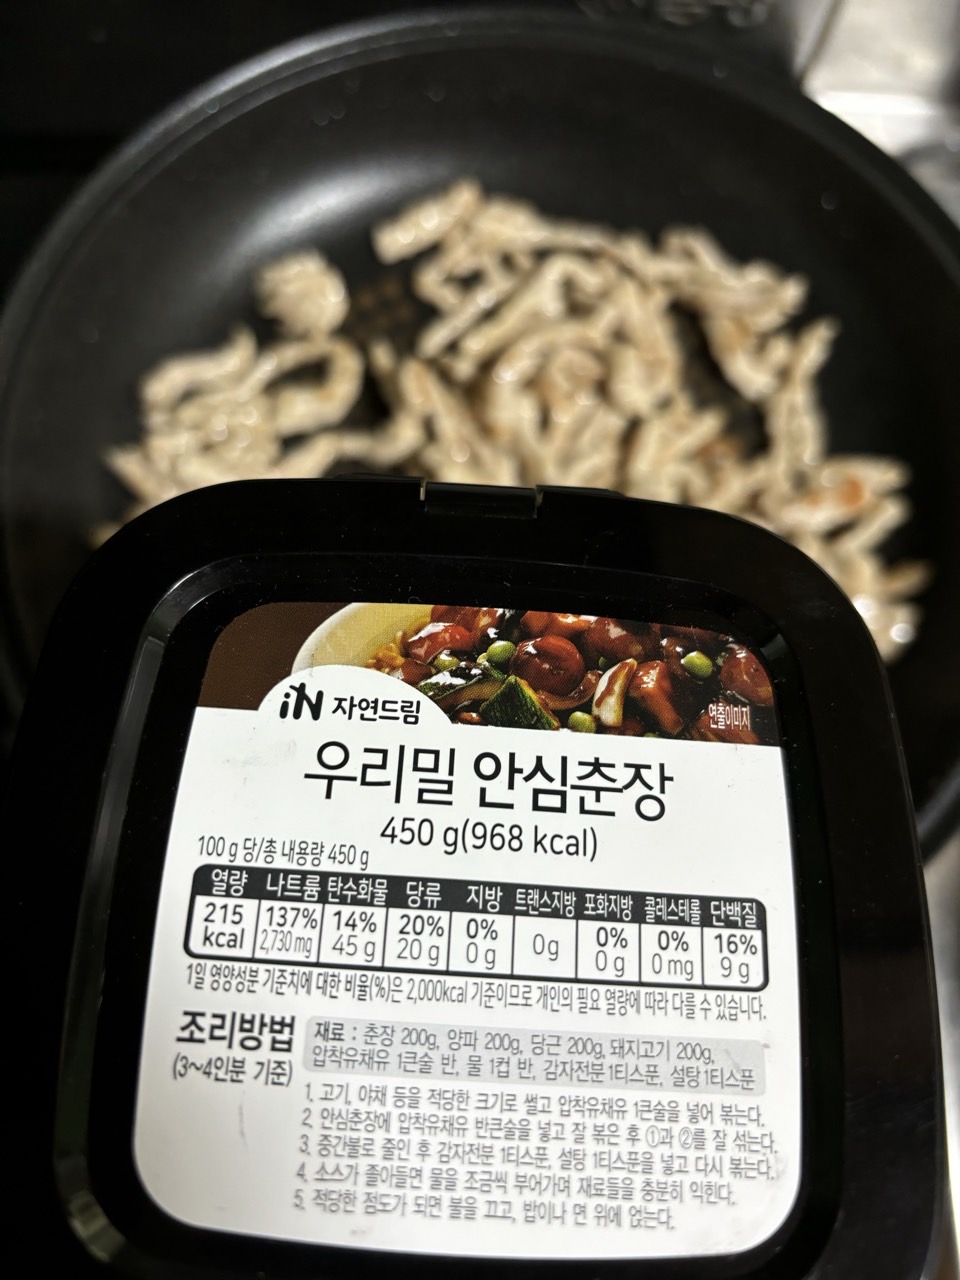 연출이미지
iN 자연드림
우리밀 안심춘장
450 g(968 kcal)
100 g 당/총 내용량 450 g
열량 나트륨 탄수화물 당류 지방 트랜스지방 포화지방 콜레스테롤 단백질
215 kcal 137% 2,730 mg 14% 45 g 20% 20 g 0% 0 g 0g 0% 0 g 0% 0 mg 16% 9 g
1일 영양성분 기준치에 대한 비율(%)은 2,000kcal 기준이므로 개인의 필요 열량에 따라 다를 수 있습니다.
조리방법
(3~4인분 기준)
재료 : 춘장 200g, 양파 200g, 당근 200g, 돼지고기 200g,
압착유채유 1큰술 반, 물 1컵 반, 감자전분 1티스푼, 설탕 1티스푼
1. 고기, 야채 등을 적당한 크기로 썰고 압착유채유 1큰술을 넣어 볶는다.
2. 안심춘장에 압착유채유 반큰술을 넣고 잘 볶은 후 ①과 ②를 잘 섞는다.
3. 중간불로 줄인 후 감자전분 1티스푼, 설탕 1티스푼을 넣고 다시 볶는다.
4. 소스가 졸아들면 물을 조금씩 부어가며 재료들을 충분히 익힌다.
5. 적당한 점도가 되면 불을 끄고, 밥이나 면 위에 얹는다.